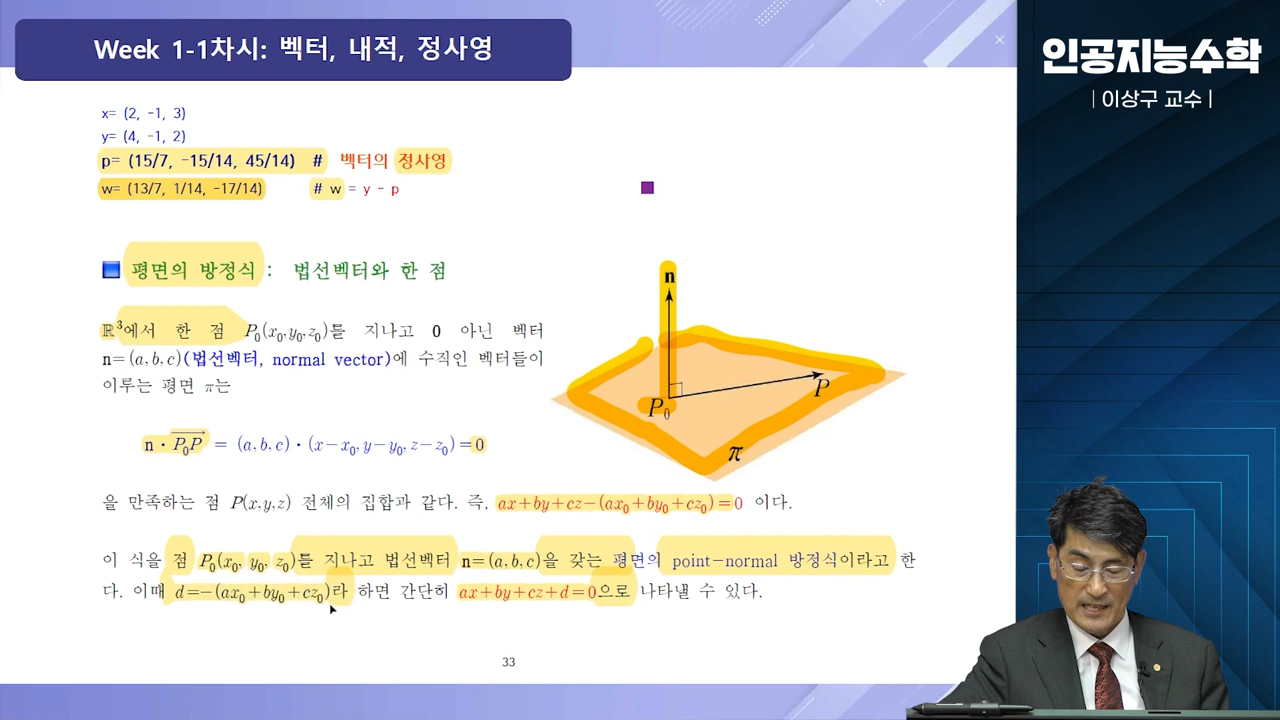 Week 1-1차시: 벡터, 내적, 정사영
인공지능수학
| 이상구 교수 |
x= (2, -1, 3)
y= (4, -1, 2)
p= (15/7, -15/14, 45/14) # 벡터의 정사영
w= (13/7, 1/14, -17/14) # w = y - p
평면의 방정식 : 법선벡터와 한 점
ℝ³에서 한 점 P₀(x₀,y₀,z₀)를 지나고 0 아닌 벡터
n=(a,b,c)(법선벡터, normal vector)에 수직인 벡터들이
이루는 평면 π는
n · P₀P = (a,b,c)·(x−x₀,y−y₀,z−z₀)=0
n
P₀
P
π
을 만족하는 점 P(x,y,z) 전체의 집합과 같다. 즉, ax+by+cz−(ax₀+by₀+cz₀)=0 이다.
이 식을 점 P₀(x₀, y₀, z₀)를 지나고 법선벡터 n=(a,b,c)을 갖는 평면의 point-normal 방정식이라고 한
다. 이때 d=−(ax₀+by₀+cz₀)라 하면 간단히 ax+by+cz+d=0으로 나타낼 수 있다.
33